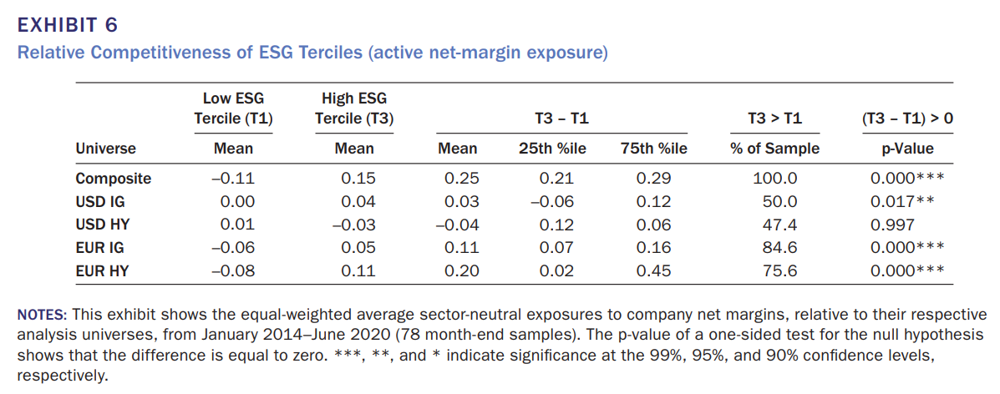 EXHIBIT 6
Relative Competitiveness of ESG Terciles (active net-margin exposure)
Low ESG Tercile (T1) High ESG Tercile (T3) T3 – T1 T3 > T1 (T3 – T1) > 0
Universe Mean Mean Mean 25th %ile 75th %ile % of Sample p-Value
Composite –0.11 0.15 0.25 0.21 0.29 100.0 0.000***
USD IG 0.00 0.04 0.03 –0.06 0.12 50.0 0.017**
USD HY 0.01 –0.03 –0.04 0.12 0.06 47.4 0.997
EUR IG –0.06 0.05 0.11 0.07 0.16 84.6 0.000***
EUR HY –0.08 0.11 0.20 0.02 0.45 75.6 0.000***
NOTES: This exhibit shows the equal-weighted average sector-neutral exposures to company net margins, relative to their respective
analysis universes, from January 2014–June 2020 (78 month-end samples). The p-value of a one-sided test for the null hypothesis
shows that the difference is equal to zero. ***, **, and * indicate significance at the 99%, 95%, and 90% confidence levels,
respectively.